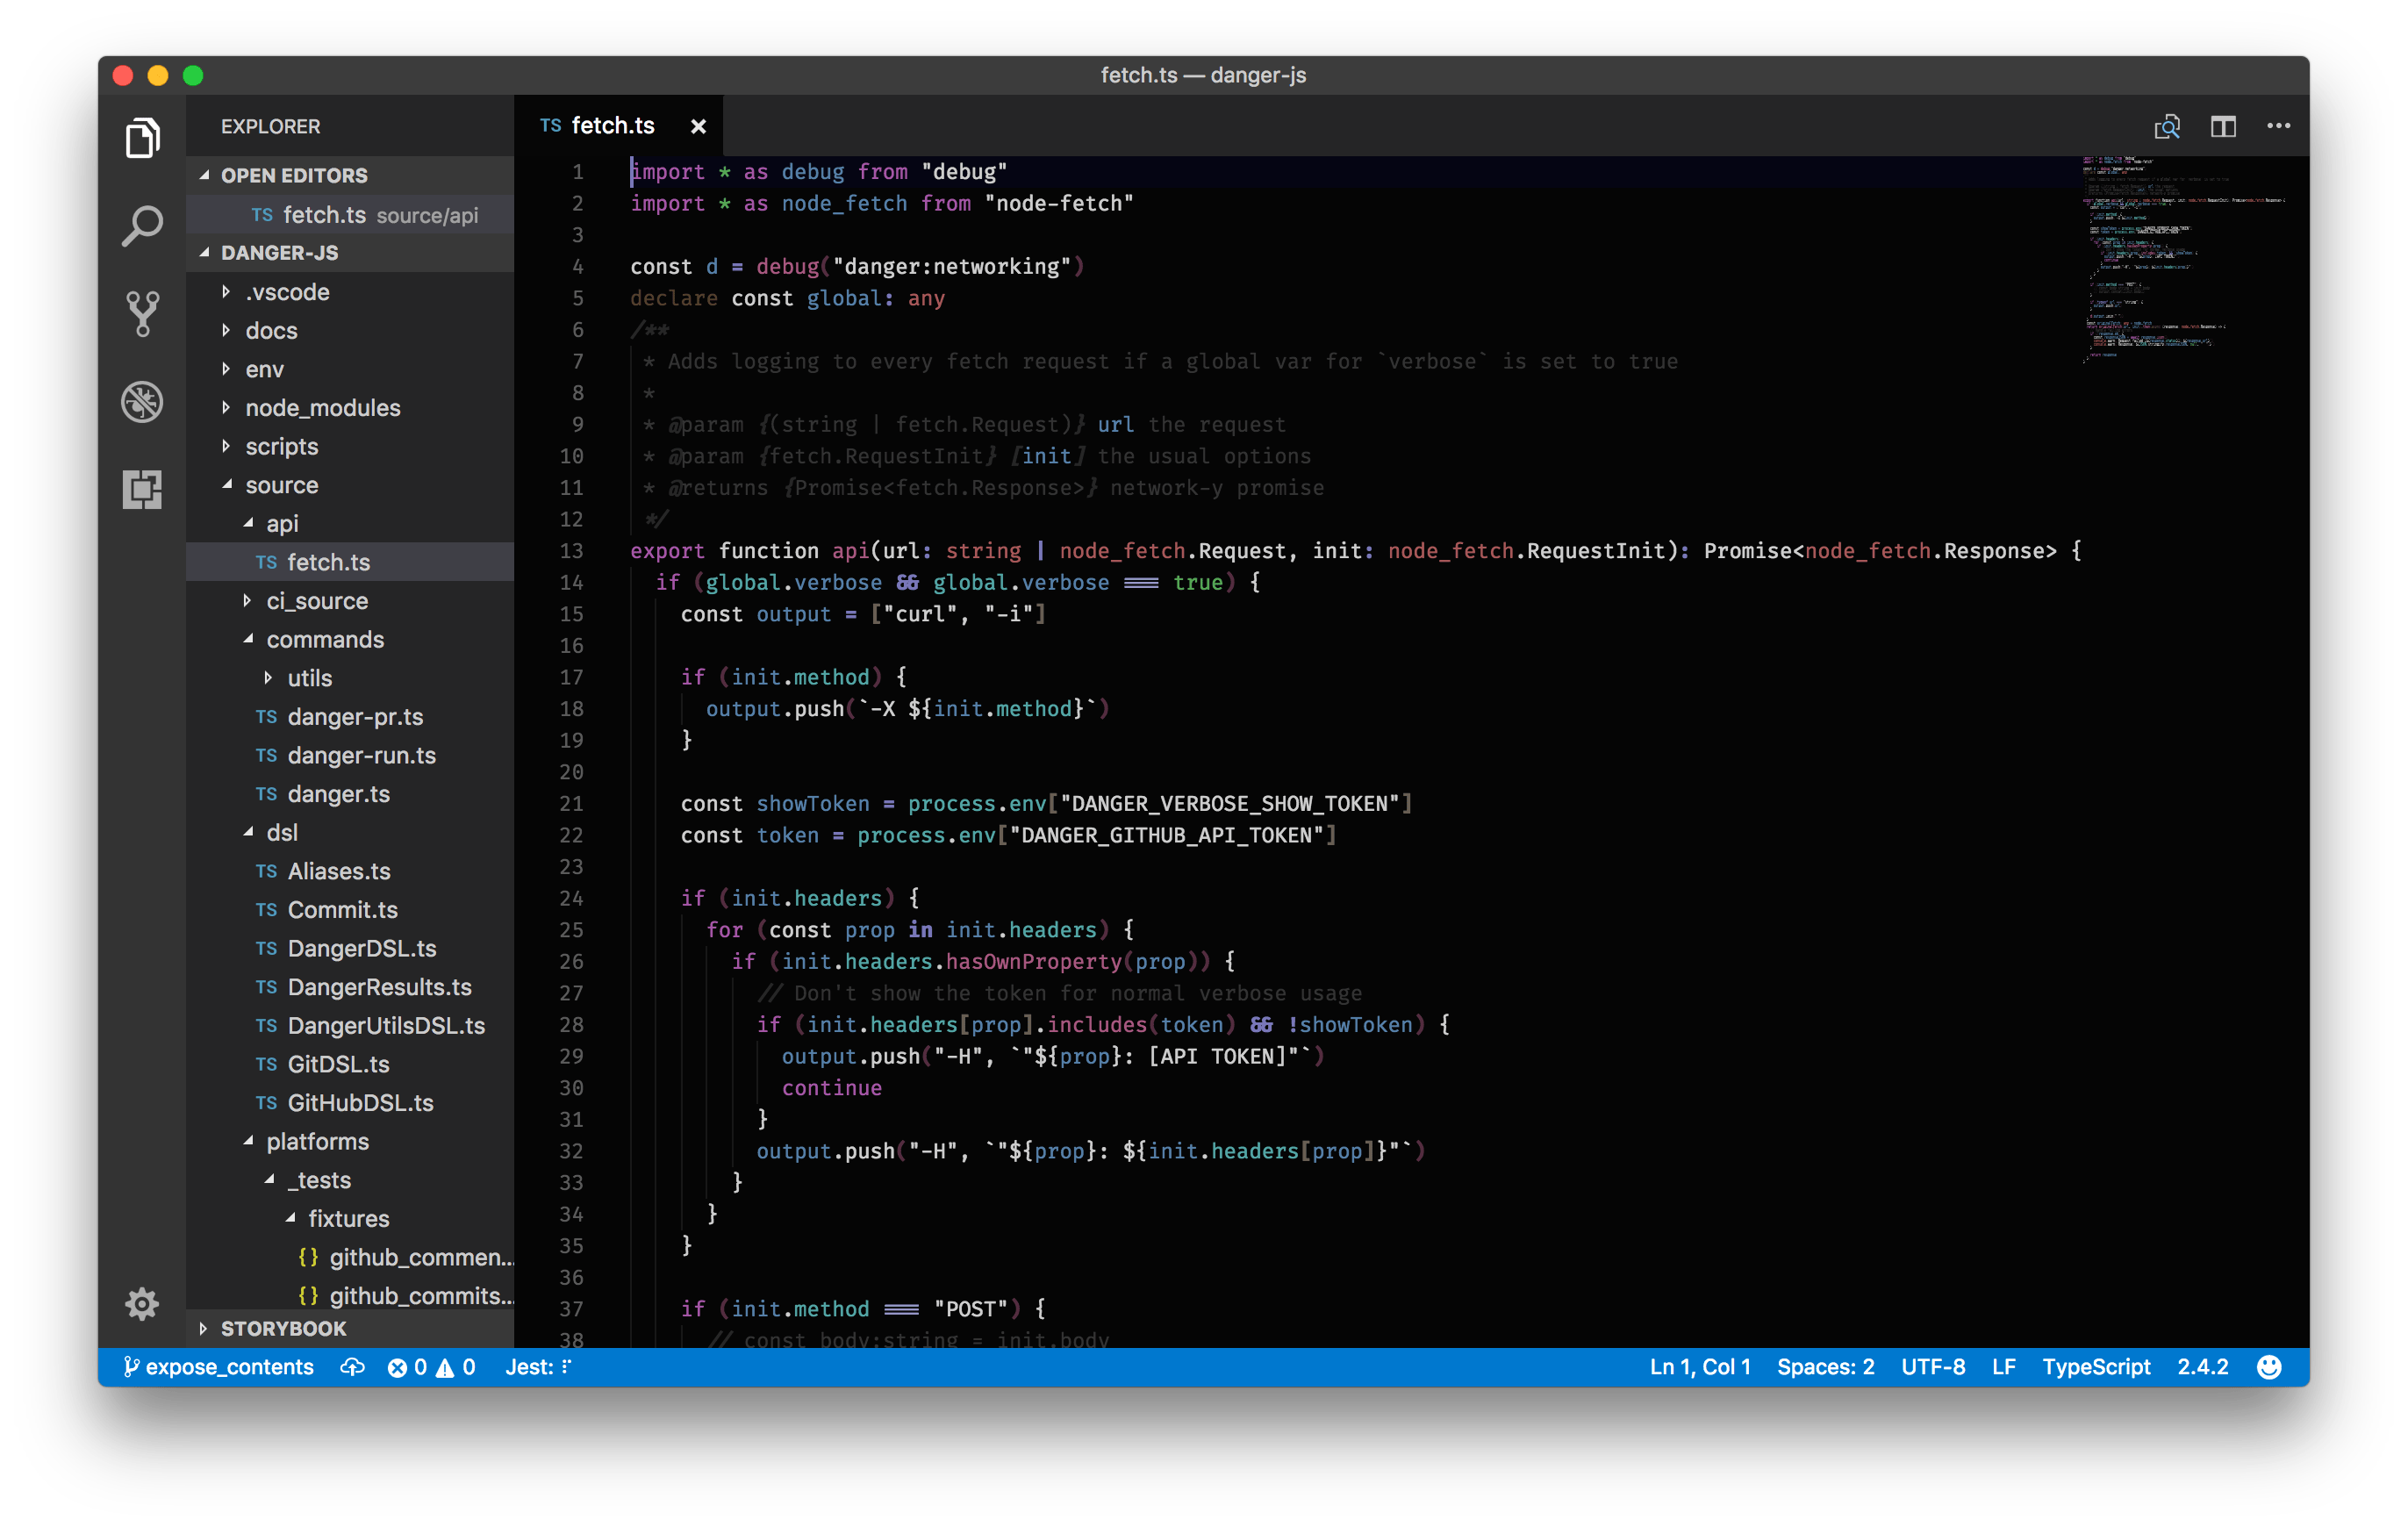 fetch.ts — danger-js
EXPLORER
OPEN EDITORS
TS fetch.ts source/api
DANGER-JS
.vscode
docs
env
node_modules
scripts
source
api
TS fetch.ts
ci_source
commands
utils
TS danger-pr.ts
TS danger-run.ts
TS danger.ts
dsl
TS Aliases.ts
TS Commit.ts
TS DangerDSL.ts
TS DangerResults.ts
TS DangerUtilsDSL.ts
TS GitDSL.ts
TS GitHubDSL.ts
platforms
_tests
fixtures
{} github_commen...
{} github_commits...
STORYBOOK
TS fetch.ts ×
1 import * as debug from "debug"
2 import * as node_fetch from "node-fetch"
3
4 const d = debug("danger:networking")
5 declare const global: any
6 /**
7 * Adds logging to every fetch request if a global var for `verbose` is set to true
8 *
9 * @param {(string | fetch.Request)} url the request
10 * @param {fetch.RequestInit} [init] the usual options
11 * @returns {Promise<fetch.Response>} network-y promise
12 */
13 export function api(url: string | node_fetch.Request, init: node_fetch.RequestInit): Promise<node_fetch.Response> {
14 if (global.verbose && global.verbose === true) {
15 const output = ["curl", "-i"]
16
17 if (init.method) {
18 output.push(`-X ${init.method}`)
19 }
20
21 const showToken = process.env["DANGER_VERBOSE_SHOW_TOKEN"]
22 const token = process.env["DANGER_GITHUB_API_TOKEN"]
23
24 if (init.headers) {
25 for (const prop in init.headers) {
26 if (init.headers.hasOwnProperty(prop)) {
27 // Don't show the token for normal verbose usage
28 if (init.headers[prop].includes(token) && !showToken) {
29 output.push("-H", `"${prop}: [API TOKEN]"`)
30 continue
31 }
32 output.push("-H", `"${prop}: ${init.headers[prop]}"`)
33 }
34 }
35 }
36
37 if (init.method === "POST") {
38 // const body:string = init.body
expose_contents 0 0 Jest: Ln 1, Col 1 Spaces: 2 UTF-8 LF TypeScript 2.4.2